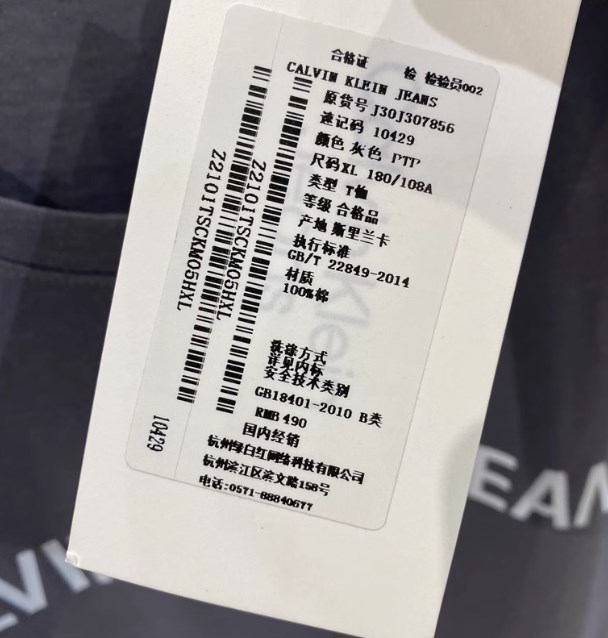 合格证 检 检验员002
CALVIN KLEIN JEANS
原货号 J30J307856
速记码 10429
颜色 灰色 PTP
尺码 XL 180/108A
类型 T恤
等级 合格品
产地 斯里兰卡
执行标准
GB/T 22849-2014
材质
100%棉
洗涤方式
详见内标
安全技术类别
GB18401-2010 B类
RMB 490
国内经销
杭州绿白红网络科技有限公司
杭州滨江区滨文路158号
电话:0571-88840677
Z2101TSCKM05HXL
Z2101TSCKM05HXL
10429